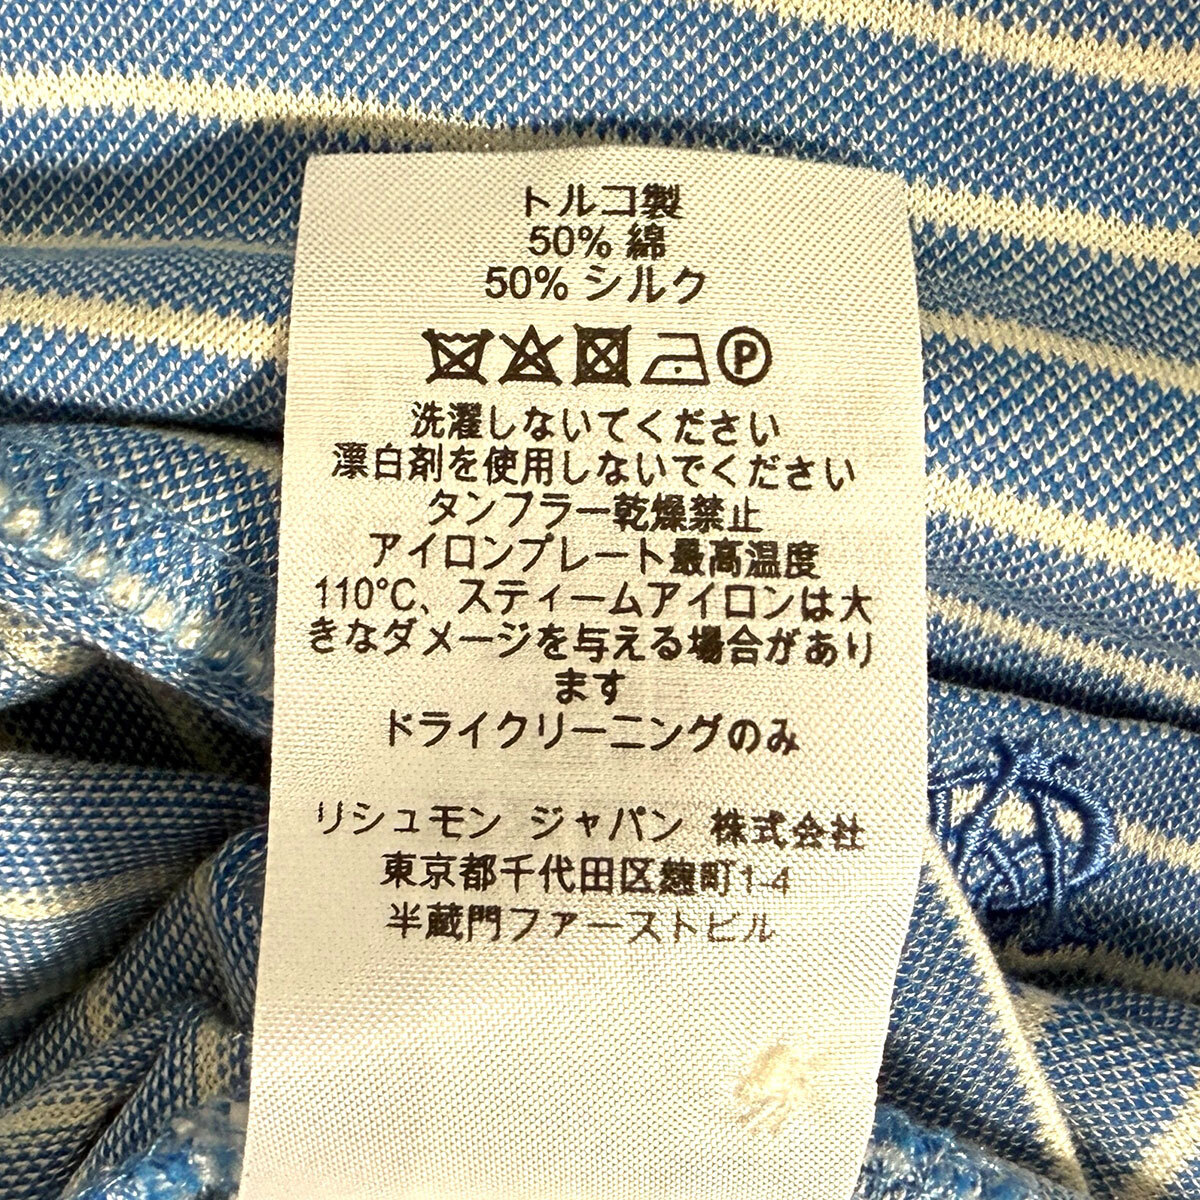 トルコ製
50% 綿
50% シルク
P
洗濯しないでください
漂白剤を使用しないでください
タンブラー乾燥禁止
アイロンプレート最高温度
110°C、スティームアイロンは大
きなダメージを与える場合があり
ます
ドライクリーニングのみ
リシュモン ジャパン 株式会社
東京都千代田区麹町1-4
半蔵門ファーストビル